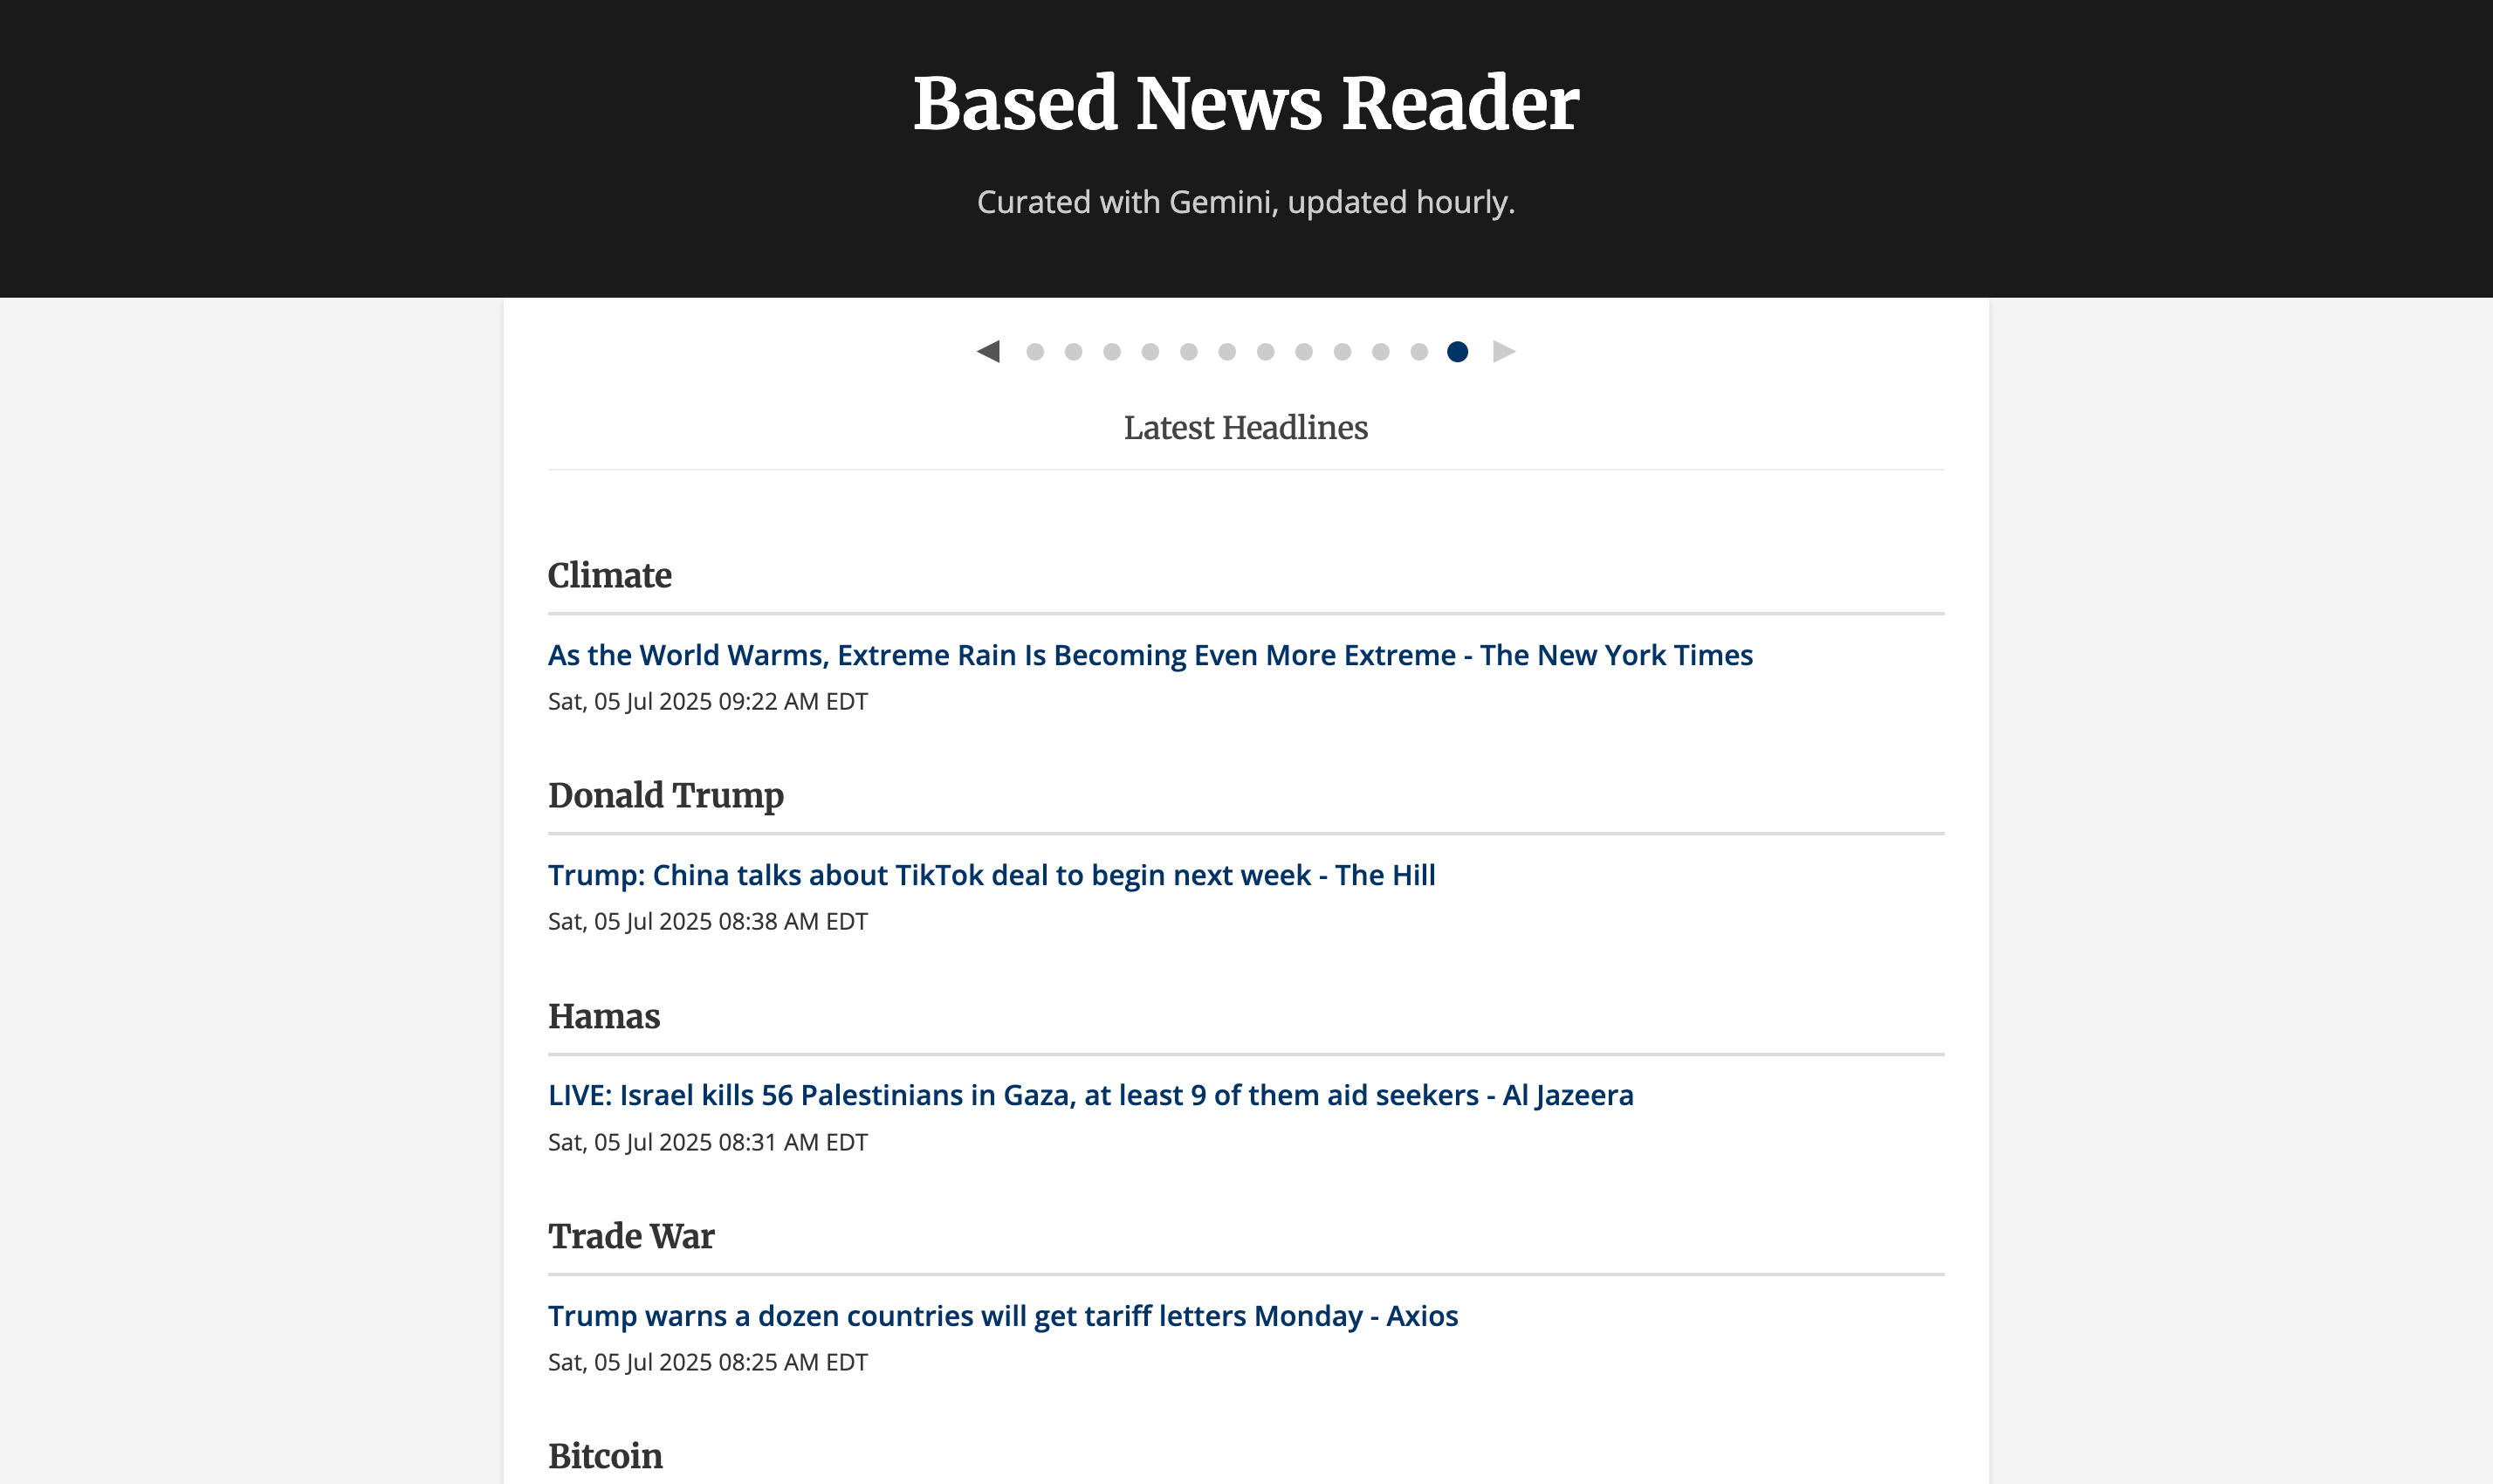 Based News Reader
Curated with Gemini, updated hourly.
Latest Headlines
Climate
As the World Warms, Extreme Rain Is Becoming Even More Extreme - The New York Times
Sat, 05 Jul 2025 09:22 AM EDT
Donald Trump
Trump: China talks about TikTok deal to begin next week - The Hill
Sat, 05 Jul 2025 08:38 AM EDT
Hamas
LIVE: Israel kills 56 Palestinians in Gaza, at least 9 of them aid seekers - Al Jazeera
Sat, 05 Jul 2025 08:31 AM EDT
Trade War
Trump warns a dozen countries will get tariff letters Monday - Axios
Sat, 05 Jul 2025 08:25 AM EDT
Bitcoin